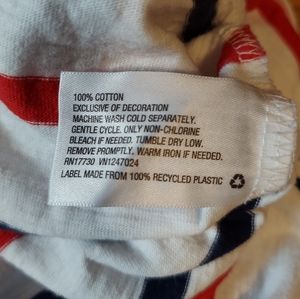 100% COTTON
EXCLUSIVE OF DECORATION
MACHINE WASH COLD SEPARATELY.
GENTLE CYCLE. ONLY NON-CHLORINE
BLEACH IF NEEDED. TUMBLE DRY LOW.
REMOVE PROMPTLY. WARM IRON IF NEEDED.
RN17730 VN1247024
LABEL MADE FROM 100% RECYCLED PLASTIC